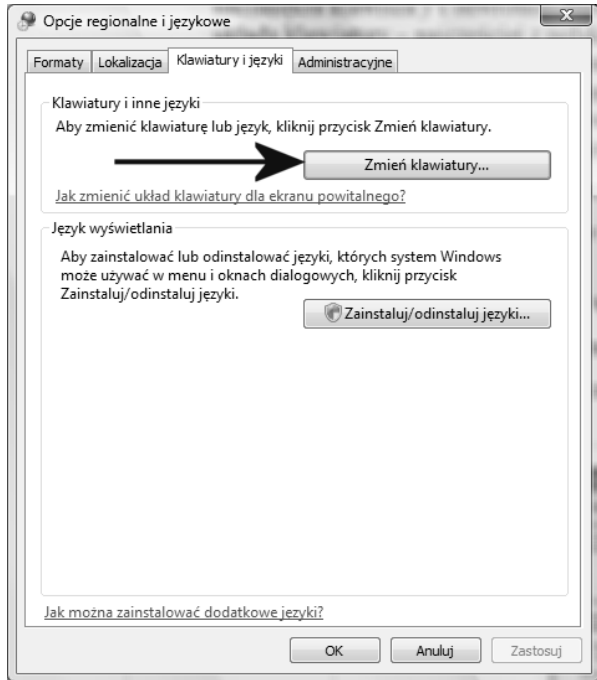 Opcje regionalne i językowe
Formaty Lokalizacja Klawiatury i języki Administracyjne
Klawiatury i inne języki
Aby zmienić klawiaturę lub język, kliknij przycisk Zmień klawiatury.
Zmień klawiatury...
Jak zmienić układ klawiatury dla ekranu powitalnego?
Język wyświetlania
Aby zainstalować lub odinstalować języki, których system Windows
może używać w menu i oknach dialogowych, kliknij przycisk
Zainstaluj/odinstaluj języki.
Zainstaluj/odinstaluj języki...
Jak można zainstalować dodatkowe języki?
OK Anuluj Zastosuj